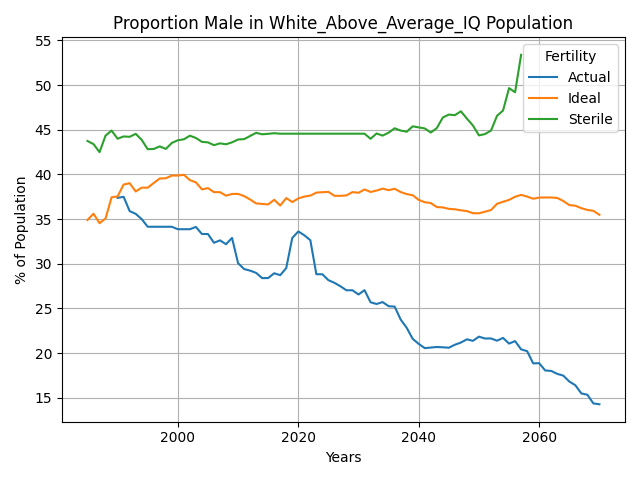 Proportion Male in White_Above_Average_IQ Population
% of Population
55
50
45
40
35
30
25
20
15
2000
2020
2040
2060
Years
Fertility
Actual
Ideal
Sterile